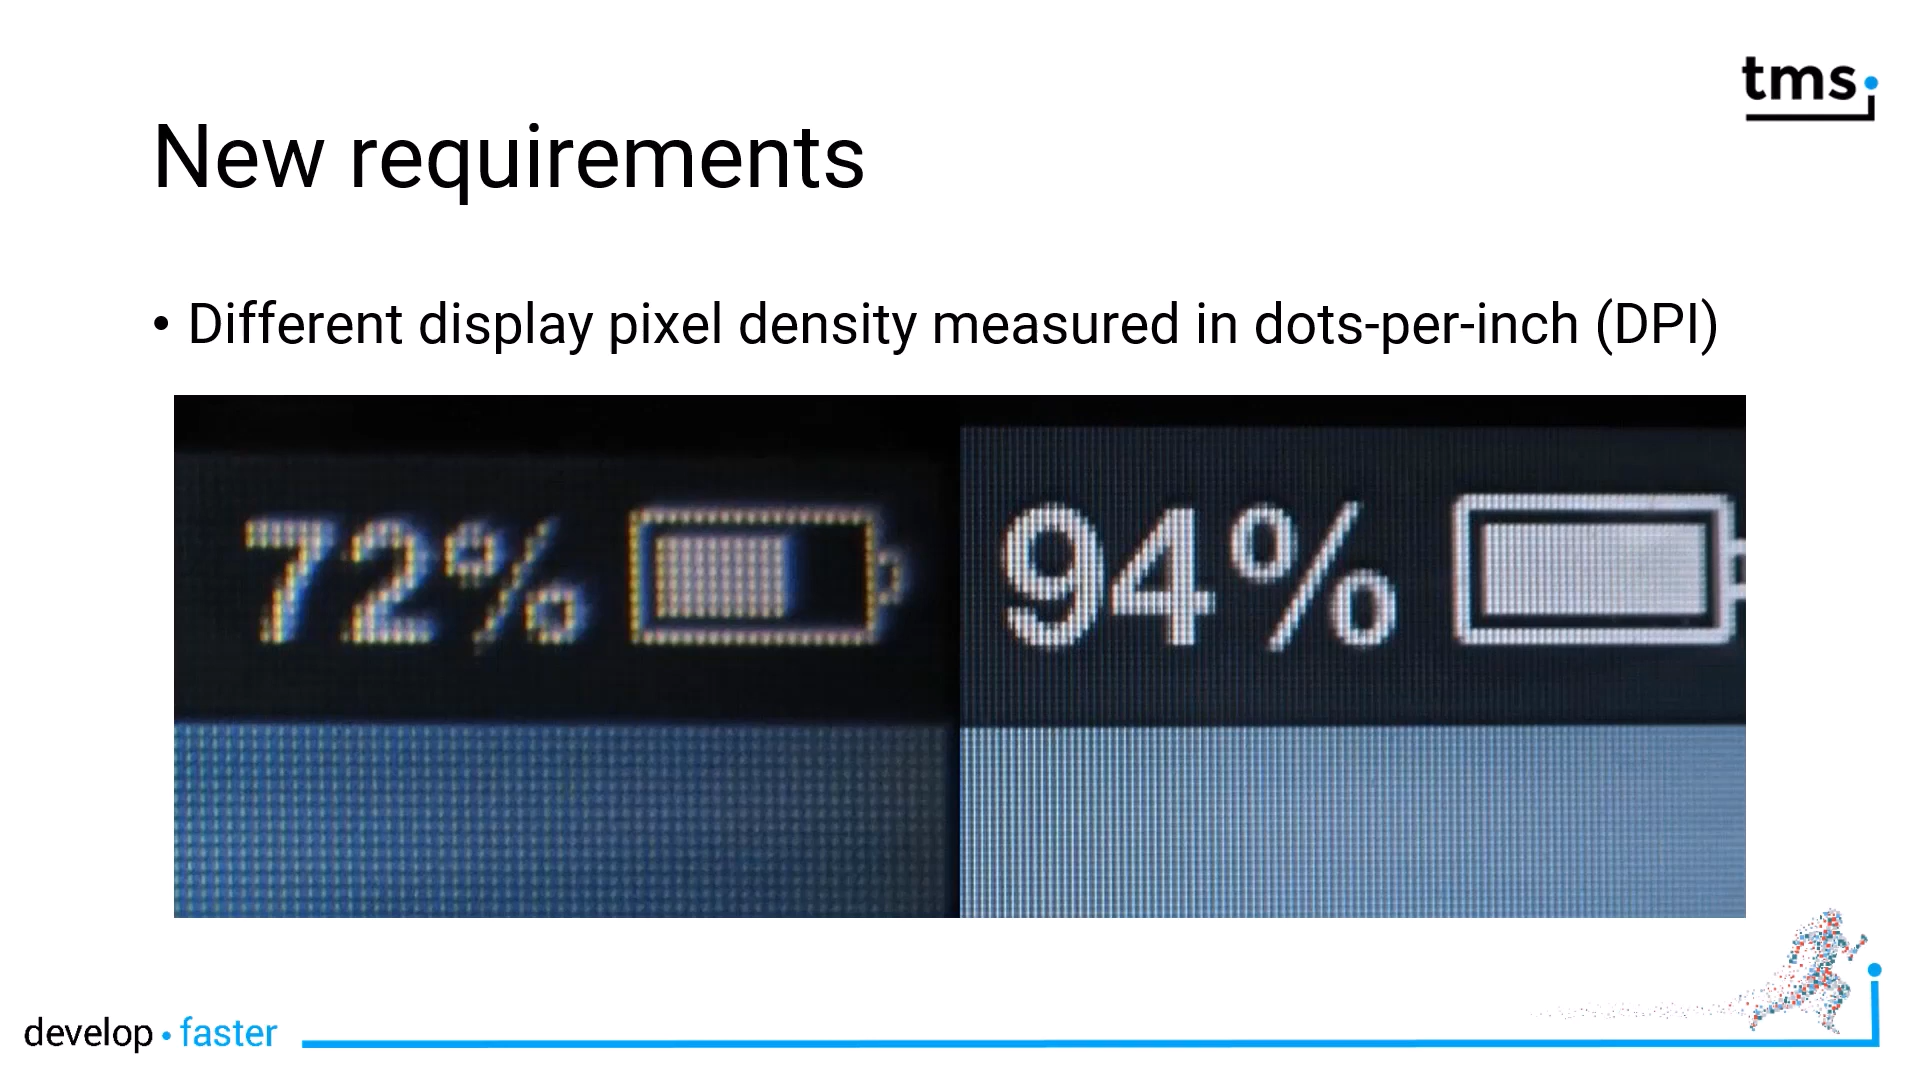 tms
New requirements
• Different display pixel density measured in dots-per-inch (DPI)
72%
94%
develop • faster